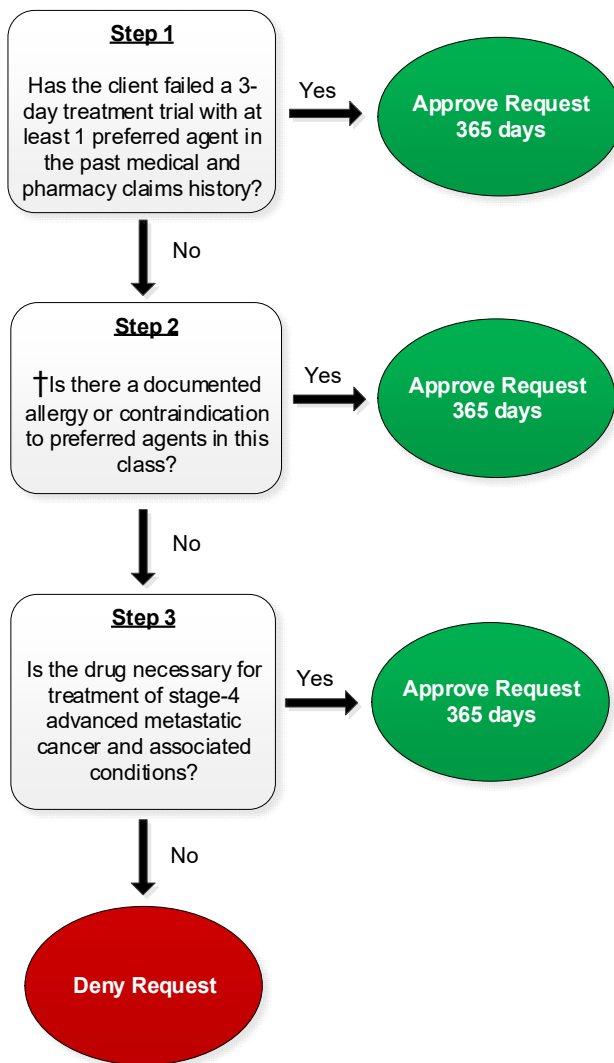 Step 1
Has the client failed a 3-
day treatment trial with at
least 1 preferred agent in
the past medical and
pharmacy claims history?
Yes
Approve Request
365 days
No
Step 2
†Is there a documented
allergy or contraindication
to preferred agents in this
class?
Yes
Approve Request
365 days
No
Step 3
Is the drug necessary for
treatment of stage-4
advanced metastatic
cancer and associated
conditions?
Yes
Approve Request
365 days
No
Deny Request